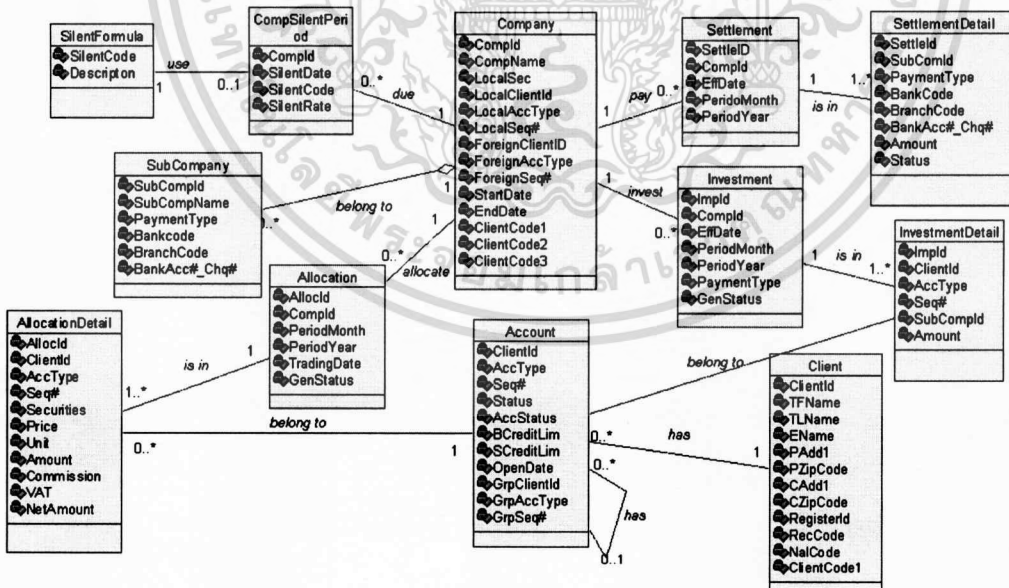 SilentFormula
SilentCode
Descripton
use
1
0..1
CompSilentPeri
od
CompId
SilentDate
SilentCode
SilentRate
0..*
due
1
Company
CompId
CompName
LocalSec
LocalClientId
LocalAccType
LocalSeq#
ForeignClientID
ForeignAccType
ForeignSeq#
StartDate
EndDate
ClientCode1
ClientCode2
ClientCode3
1
pay
0..*
Settlement
SettleID
CompId
EffDate
PeridoMonth
PeriodYear
1
1..*
is in
SettlementDetail
SettleId
SubComId
PaymentType
BankCode
BranchCode
BankAcc#_Chq#
Amount
Status
SubCompany
SubCompId
SubCompName
PaymentType
Bankcode
BranchCode
BankAcc#_Chq#
0..*
belong to
1
1
invest
0..*
Investment
ImpId
CompId
EffDate
PeriodMonth
PeriodYear
PaymentType
GenStatus
1
is in
1..*
InvestmentDetail
ImpId
ClientId
AccType
Seq#
SubCompId
Amount
1
0..*
allocate
Allocation
AllocId
CompId
PeriodMonth
PeriodYear
TradingDate
GenStatus
1
is in
1..*
AllocationDetail
AllocId
ClientId
AccType
Seq#
Securities
Price
Unit
Amount
Commission
VAT
NetAmount
0..*
belong to
1
Account
ClientId
AccType
Seq#
Status
AccStatus
BCreditLim
SCreditLim
OpenDate
GrpClientId
GrpAccType
GrpSeq#
belong to
0..*
has
1
0..*
has
0..1
Client
ClientId
TFName
TLName
EName
PAdd1
PZipCode
CAdd1
CZipCode
RegisterId
RecCode
NalCode
ClientCode1